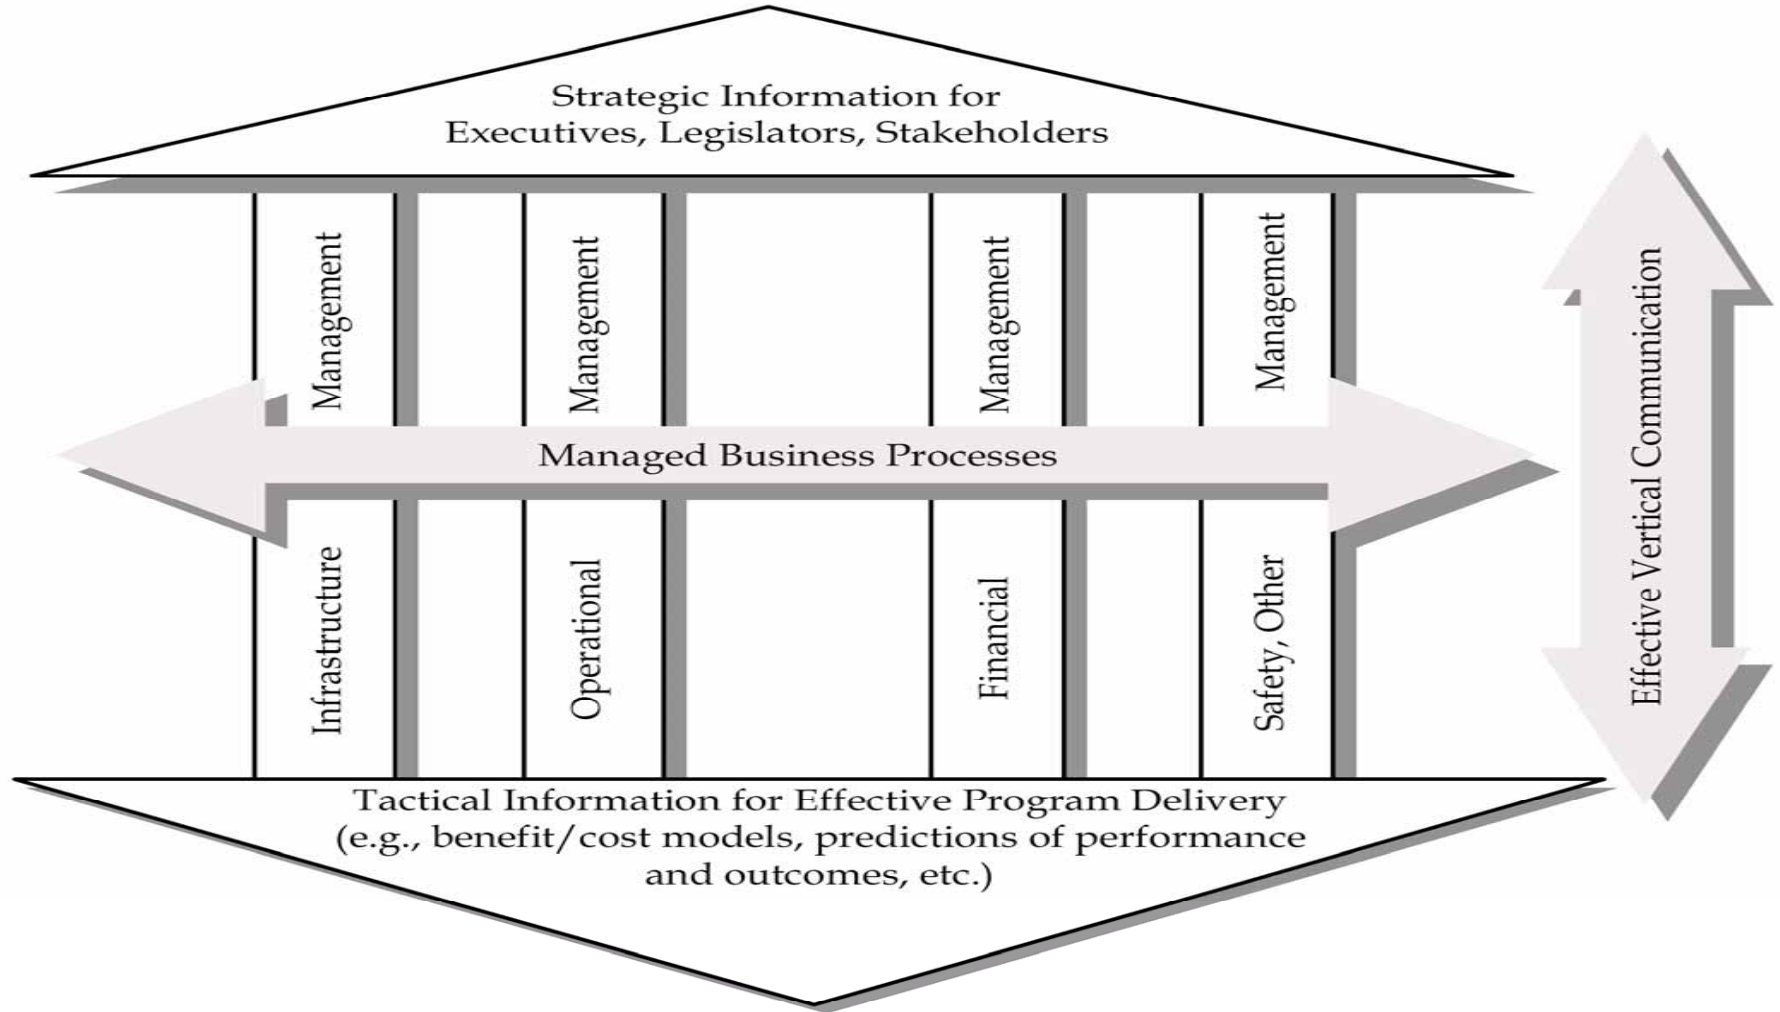 Strategic Information for
Executives, Legislators, Stakeholders
Management
Management
Management
Management
Managed Business Processes
Infrastructure
Operational
Financial
Safety, Other
Effective Vertical Communication
Tactical Information for Effective Program Delivery
(e.g., benefit/cost models, predictions of performance
and outcomes, etc.)